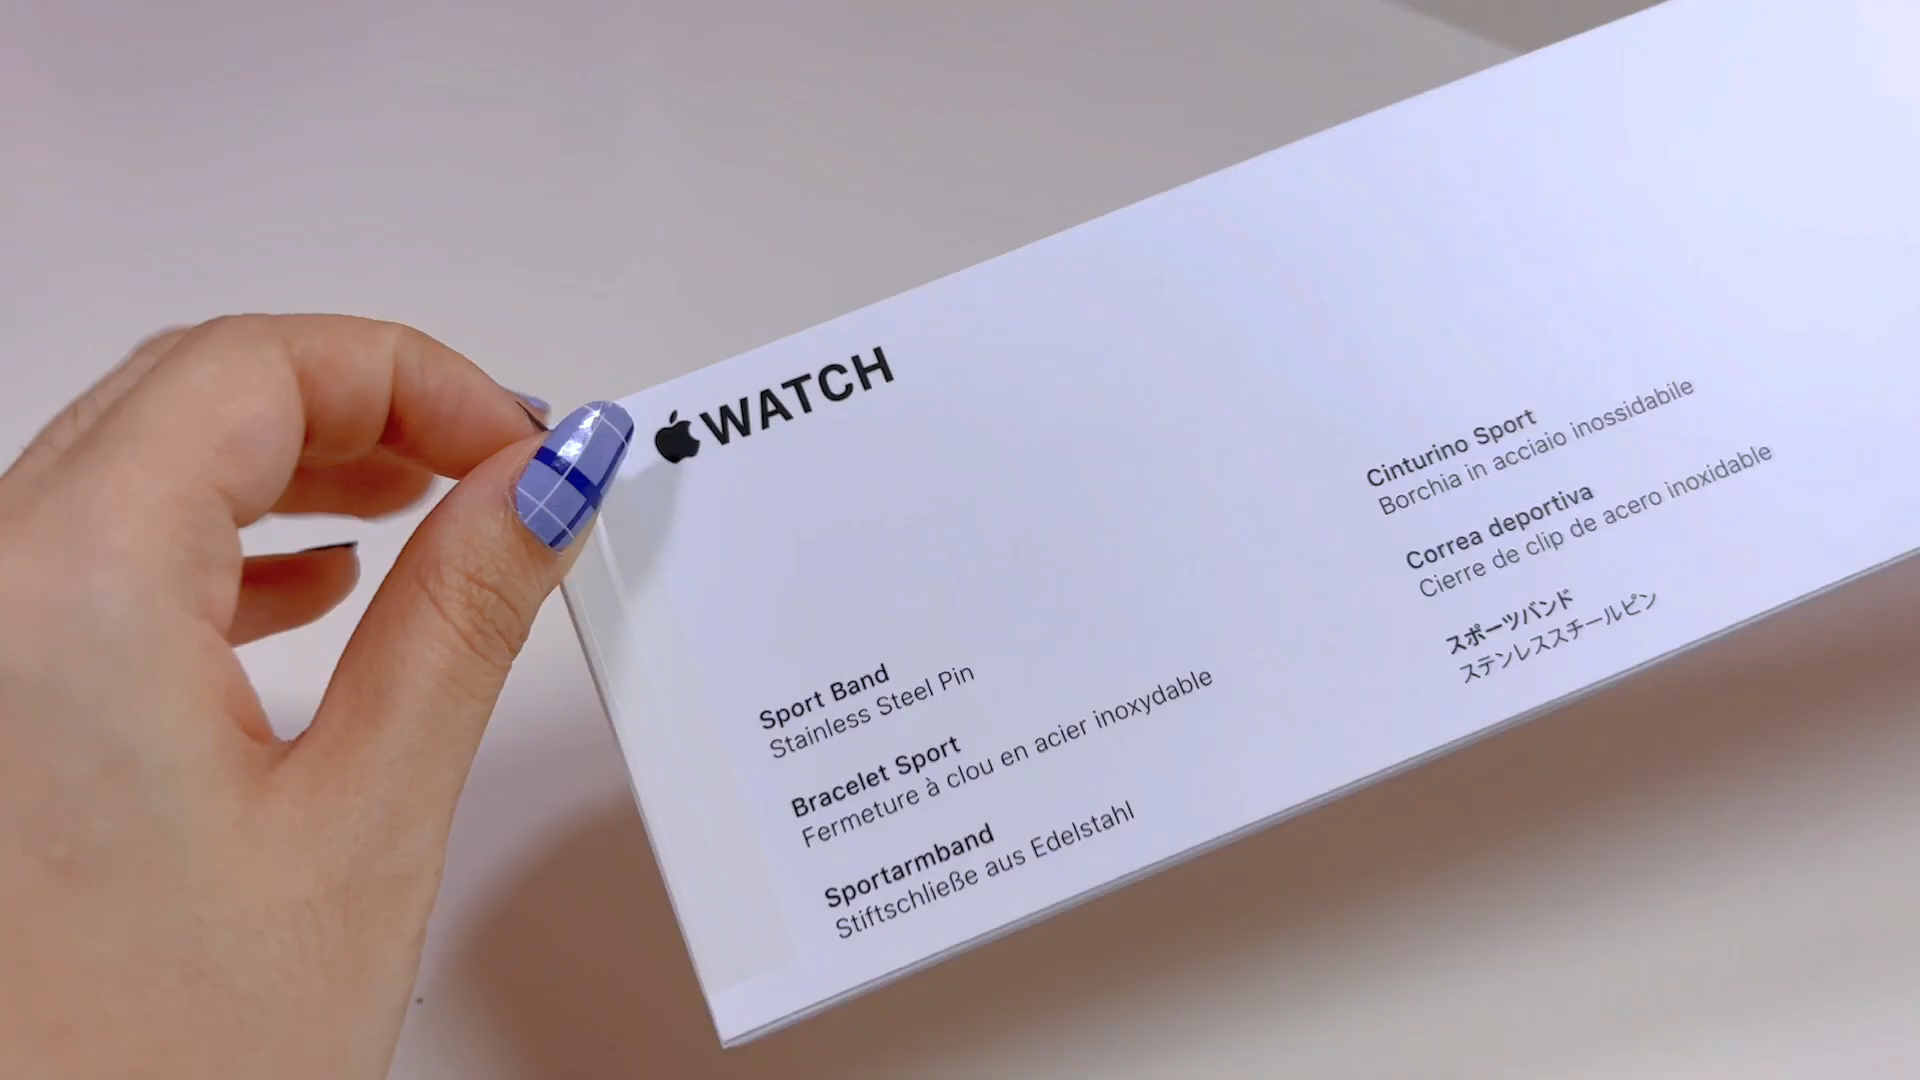 WATCH
Sport Band
Stainless Steel Pin
Bracelet Sport
Fermeture à clou en acier inoxydable
Sportarmband
Stiftschließe aus Edelstahl
Cinturino Sport
Borchia in acciaio inossidabile
Correa deportiva
Cierre de clip de acero inoxidable
スポーツバンド
ステンレススチールピン